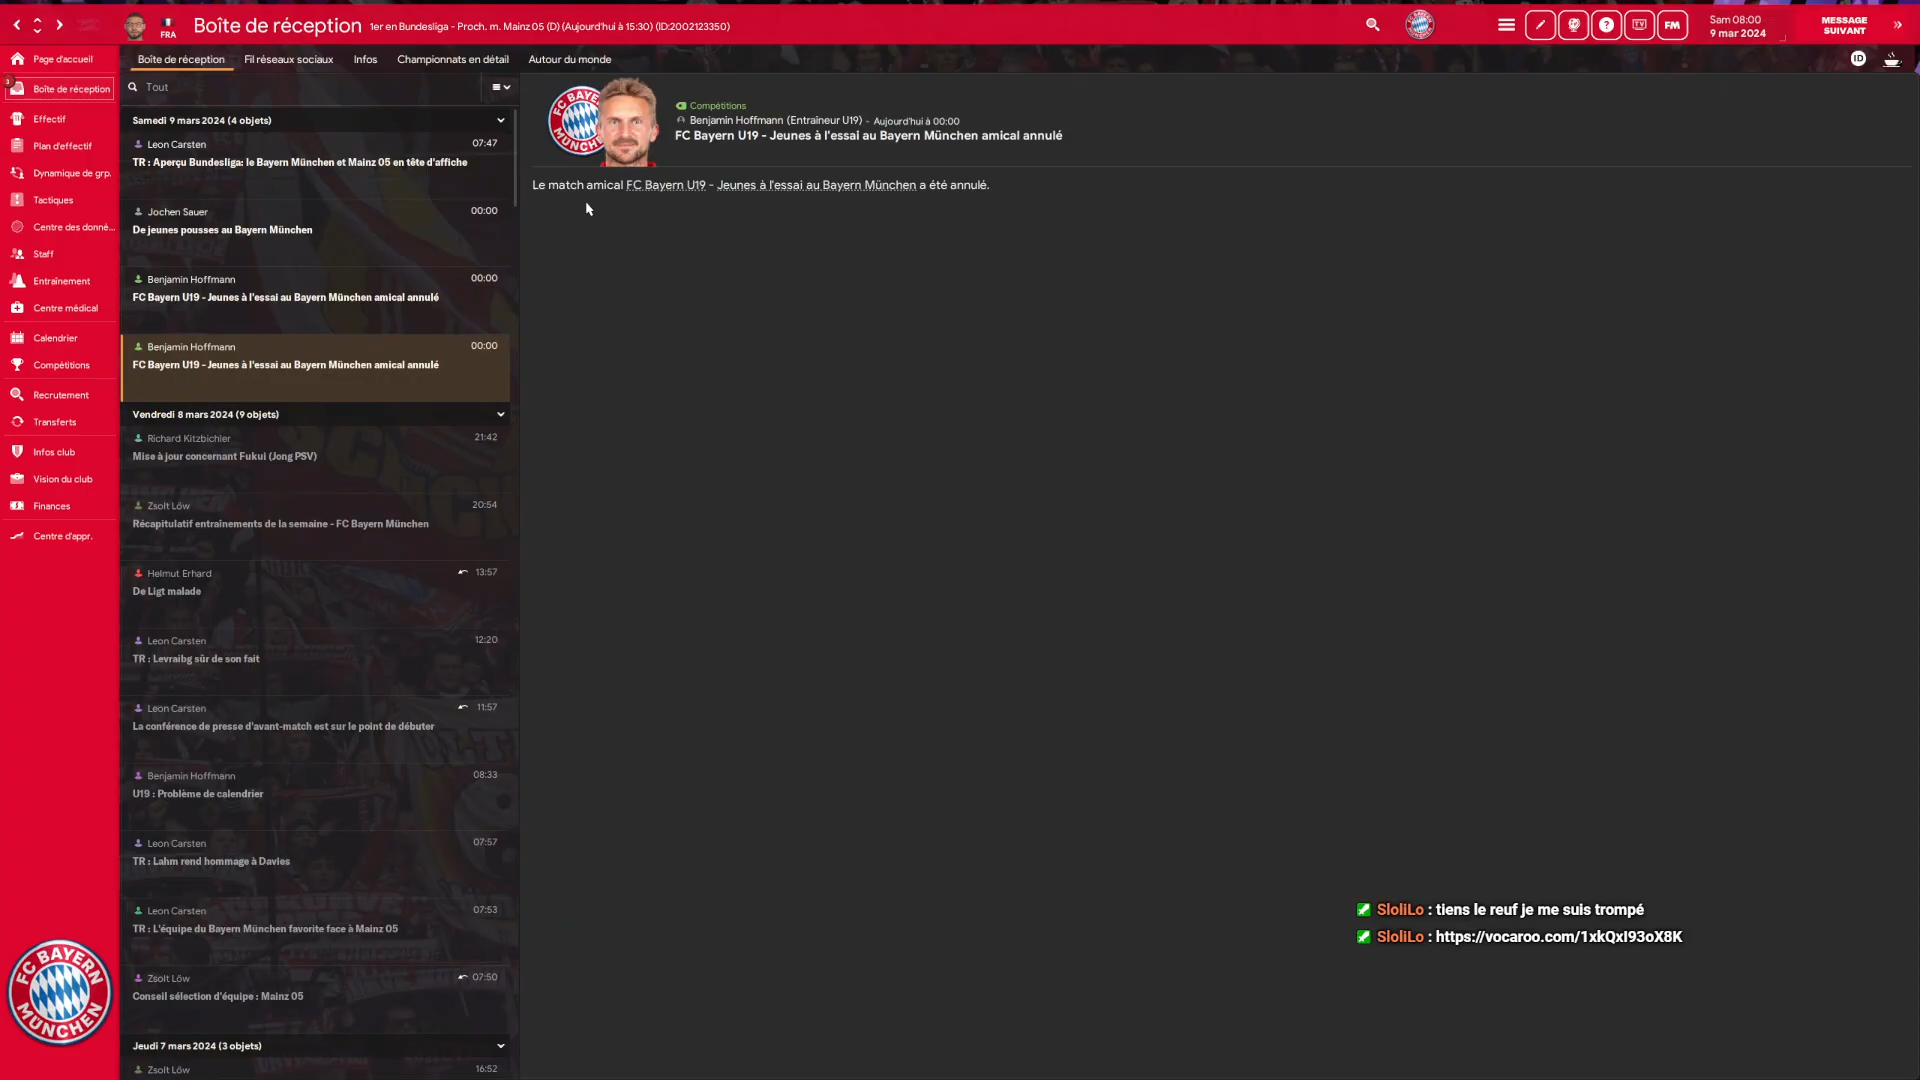 FRA
Boîte de réception
1er en Bundesliga - Proch. m. Mainz 05 (D) (Aujourd'hui à 15:30) (ID:2002123350)
FM
Sam 08:00
9 mar 2024
MESSAGE
SUIVANT
Page d'accueil
3
Boîte de réception
Effectif
Plan d'effectif
Dynamique de grp.
Tactiques
Centre des donné...
Staff
Entraînement
Centre médical
Calendrier
Compétitions
Recrutement
Transferts
Infos club
Vision du club
Finances
Centre d'appr.
FC BAYERN
MÜNCHEN
Boîte de réception
Fil réseaux sociaux
Infos
Championnats en détail
Autour du monde
ID
Tout
Samedi 9 mars 2024 (4 objets)
Leon Carsten 07:47
TR : Aperçu Bundesliga: le Bayern München et Mainz 05 en tête d'affiche
Jochen Sauer 00:00
De jeunes pousses au Bayern München
Benjamin Hoffmann 00:00
FC Bayern U19 - Jeunes à l'essai au Bayern München amical annulé
Benjamin Hoffmann 00:00
FC Bayern U19 - Jeunes à l'essai au Bayern München amical annulé
Vendredi 8 mars 2024 (9 objets)
Richard Kitzbichler 21:42
Mise à jour concernant Fukui (Jong PSV)
Zsolt Lőw 20:54
Récapitulatif entraînements de la semaine - FC Bayern München
Helmut Erhard 13:57
De Ligt malade
Leon Carsten 12:20
TR : Levraibg sûr de son fait
Leon Carsten 11:57
La conférence de presse d'avant-match est sur le point de débuter
Benjamin Hoffmann 08:33
U19 : Problème de calendrier
Leon Carsten 07:57
TR : Lahm rend hommage à Davies
Leon Carsten 07:53
TR : L'équipe du Bayern München favorite face à Mainz 05
Zsolt Lőw 07:50
Conseil sélection d'équipe : Mainz 05
Jeudi 7 mars 2024 (3 objets)
Zsolt Lőw 16:52
FC BAYERN
MÜNCHEN
Compétitions
Benjamin Hoffmann (Entraineur U19) - Aujourd'hui à 00:00
FC Bayern U19 - Jeunes à l'essai au Bayern München amical annulé
Le match amical FC Bayern U19 - Jeunes à l'essai au Bayern München a été annulé.
SloliLo : tiens le reuf je me suis trompé
SloliLo : https://vocaroo.com/1xkQxI93oX8K